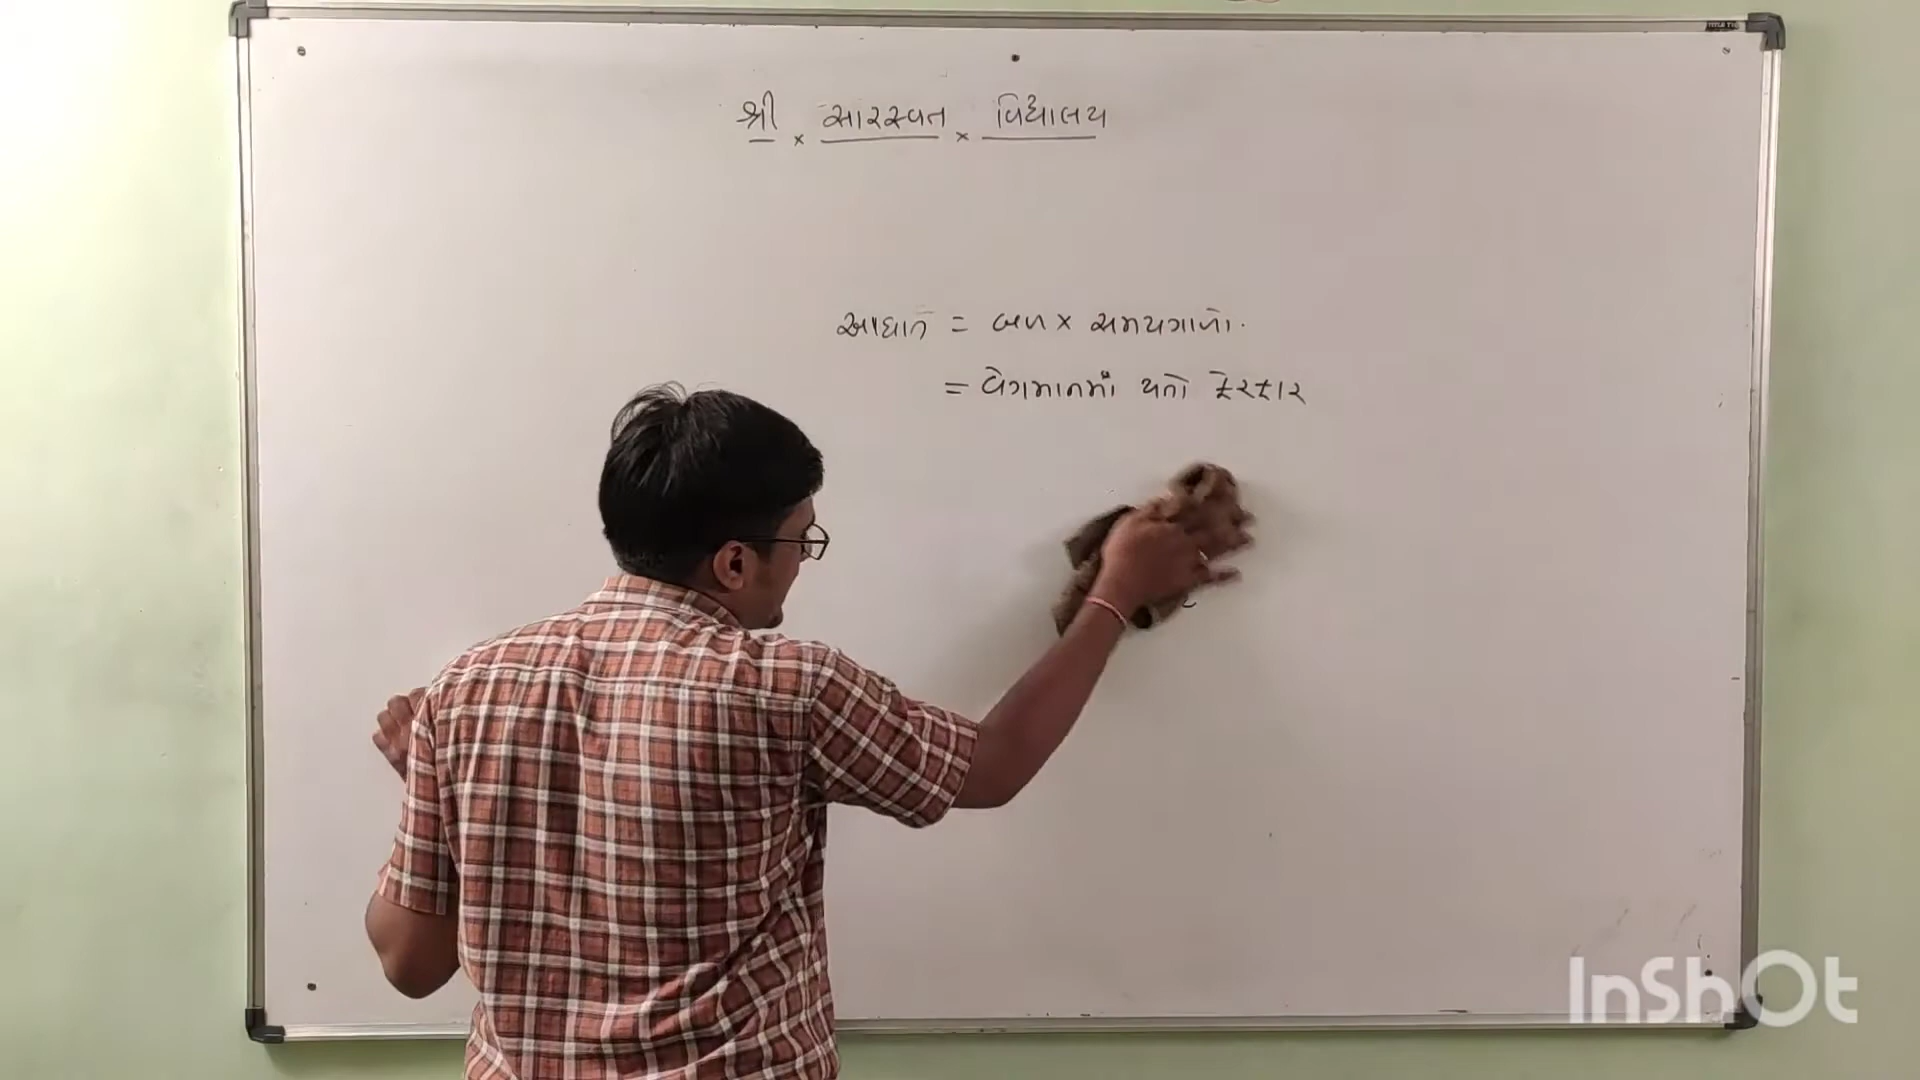 શ્રી × સારસ્વત × વિદ્યાલય
આઘાત = બળ × સમયગાળો.
= વેગમાનમાં થતો ફેરફાર
InShOt